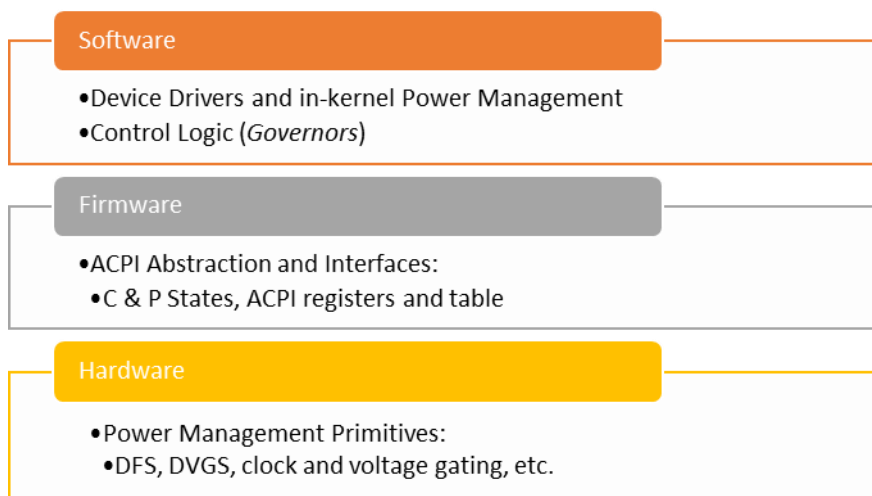 Software
•Device Drivers and in-kernel Power Management
•Control Logic (Governors)
Firmware
•ACPI Abstraction and Interfaces:
•C & P States, ACPI registers and table
Hardware
•Power Management Primitives:
•DFS, DVGS, clock and voltage gating, etc.